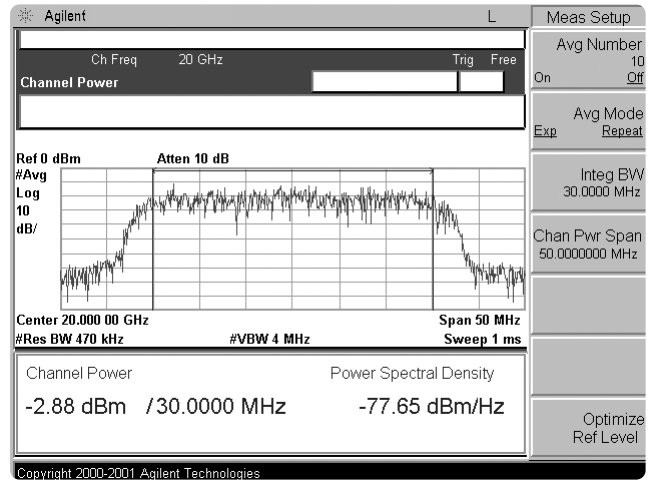 Agilent
L
Meas Setup
Ch Freq 20 GHz
Trig Free
Channel Power
Avg Number
10
On Off
Avg Mode
Exp Repeat
Integ BW
30.0000 MHz
Chan Pwr Span
50.0000000 MHz
Optimize
Ref Level
Ref 0 dBm
Atten 10 dB
#Avg
Log
10
dB/
Center 20.000 00 GHz
Span 50 MHz
#Res BW 470 kHz
#VBW 4 MHz
Sweep 1 ms
Channel Power
Power Spectral Density
-2.88 dBm /30.0000 MHz
-77.65 dBm/Hz
Copyright 2000-2001 Agilent Technologies